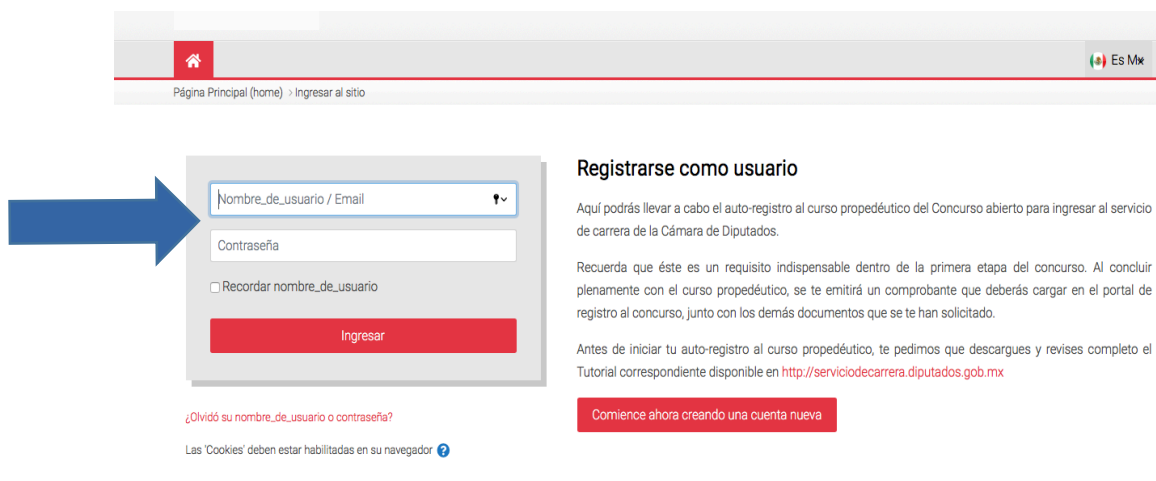 Es Mx
Página Principal (home) > Ingresar al sitio
Nombre_de_usuario / Email
Contraseña
Recordar nombre_de_usuario
Ingresar
¿Olvidó su nombre_de_usuario o contraseña?
Las 'Cookies' deben estar habilitadas en su navegador ?
Registrarse como usuario
Aquí podrás llevar a cabo el auto-registro al curso propedéutico del Concurso abierto para ingresar al servicio
de carrera de la Cámara de Diputados.
Recuerda que éste es un requisito indispensable dentro de la primera etapa del concurso. Al concluir
plenamente con el curso propedéutico, se te emitirá un comprobante que deberás cargar en el portal de
registro al concurso, junto con los demás documentos que se te han solicitado.
Antes de iniciar tu auto-registro al curso propedéutico, te pedimos que descargues y revises completo el
Tutorial correspondiente disponible en http://serviciodecarrera.diputados.gob.mx
Comience ahora creando una cuenta nueva